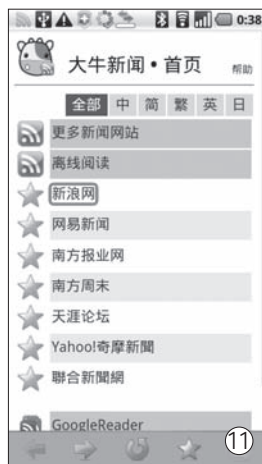 0:38
大牛新闻•首页 帮助
全部 中 简 繁 英 日
更多新闻网站
离线阅读
新浪网
网易新闻
南方报业网
南方周末
天涯论坛
Yahoo!奇摩新聞
聯合新聞網
GoogleReader
11